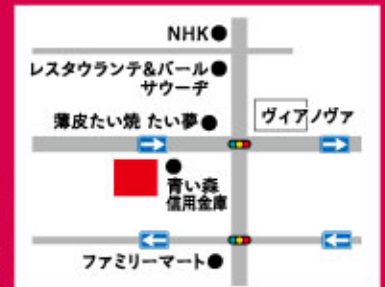 NHK●
レスタウランテ&バール●
サウーヂ
薄皮たい焼 たい夢●
ヴィアノヴァ
●
青い森
信用金庫
ファミリーマート●